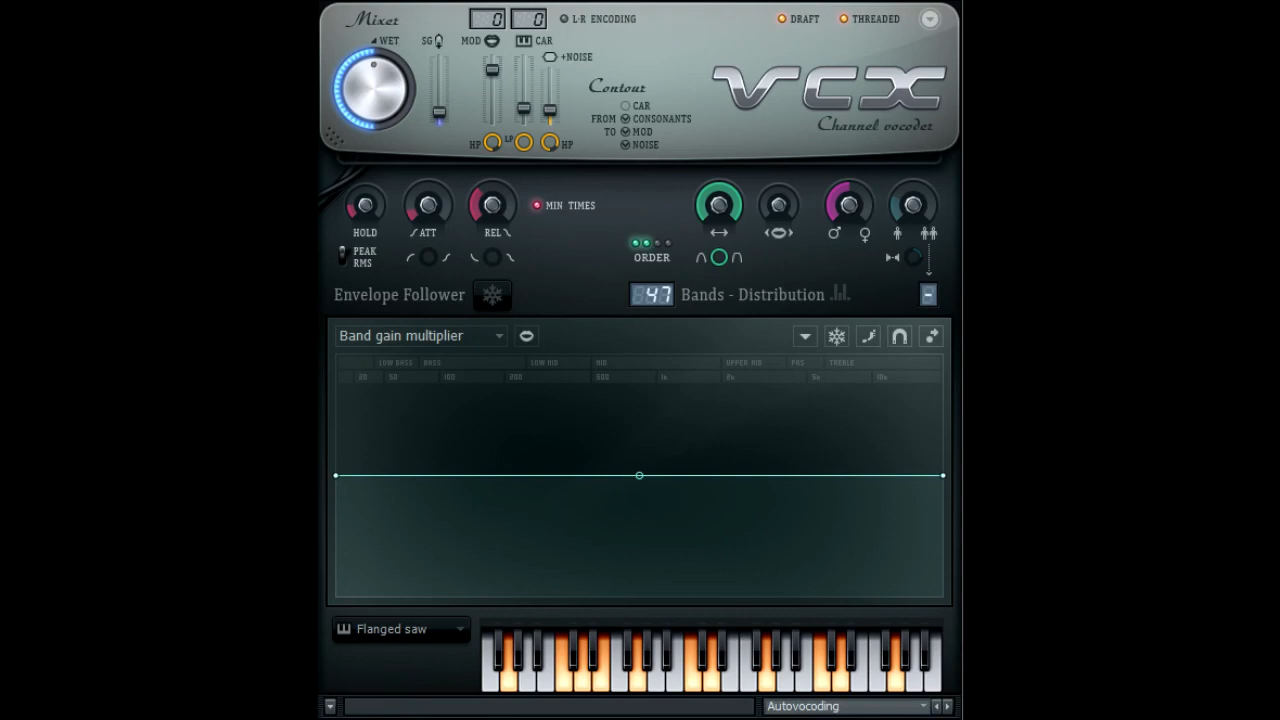 Mixer
0 0
L-R ENCODING
DRAFT
THREADED
WET
SG
MOD
CAR
+NOISE
Contour
CAR
FROM CONSONANTS
TO MOD
NOISE
HP LP HP
VCX
Channel vocoder
HOLD
ATT
REL
MIN TIMES
PEAK
RMS
ORDER
Envelope Follower
47 Bands - Distribution
-
Band gain multiplier
LOW BASS BASS LOW MID MID UPPER MID PRS TREBLE
20 50 100 200 500 1k 2k 5k 10k
Flanged saw
Autovocoding